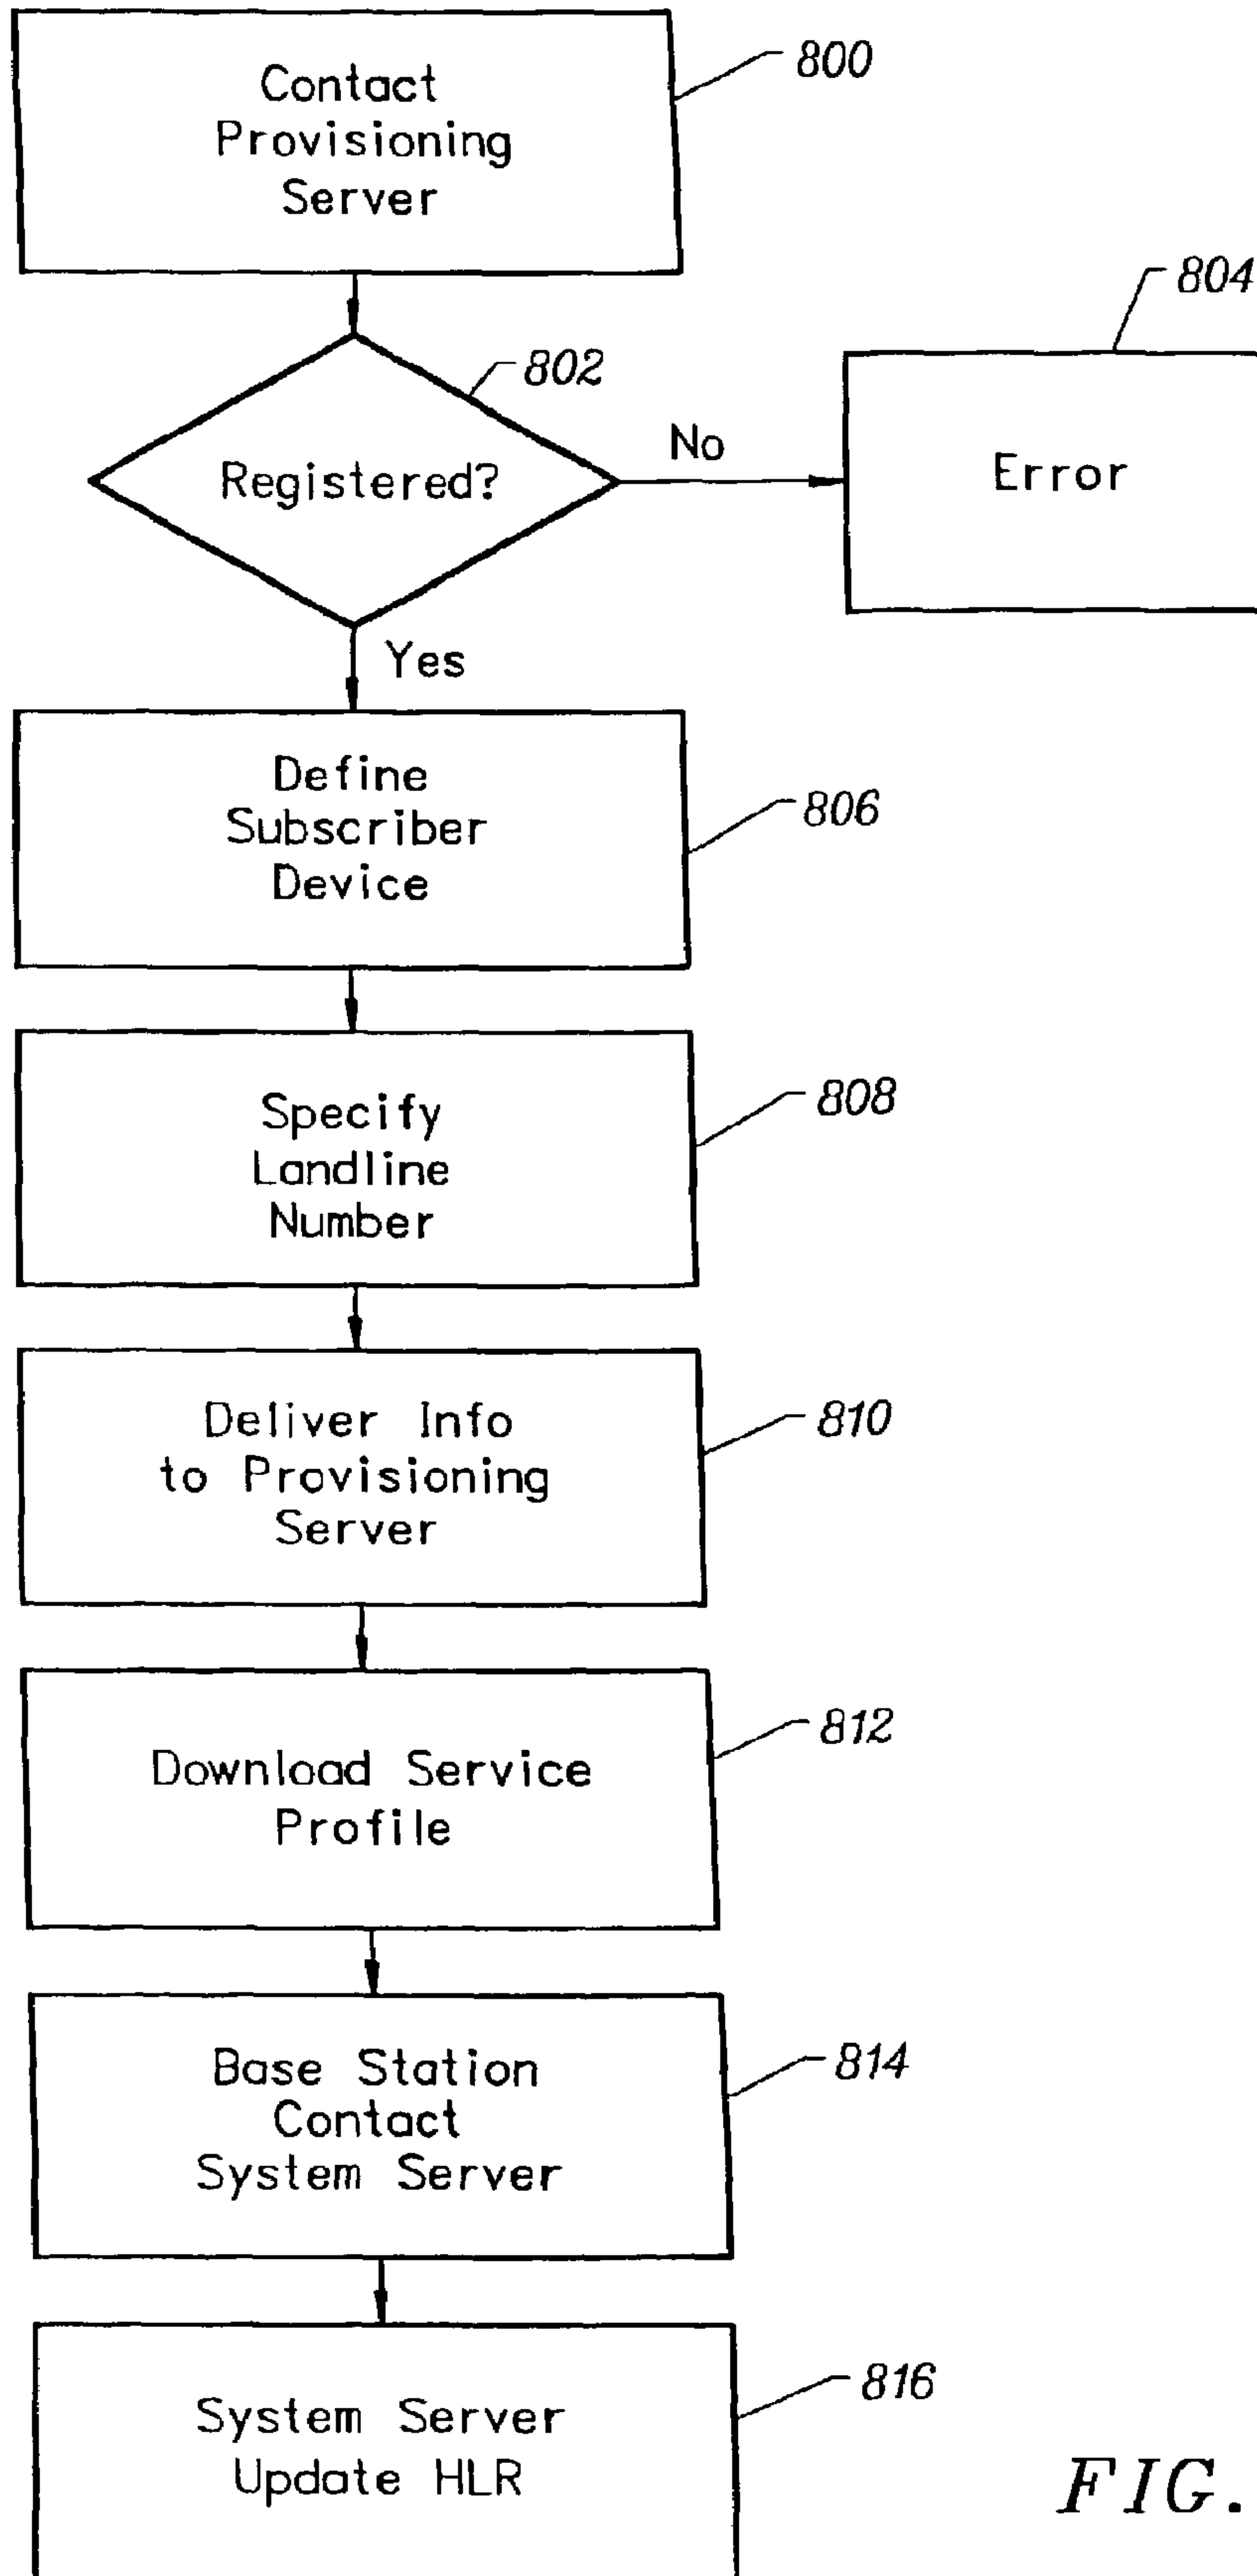 Contact
Provisioning
Server
800
802
Registered?
No
804
Error
Yes
Define
Subscriber
Device
806
Specify
Landline
Number
808
Deliver Info
to Provisioning
Server
810
Download Service
Profile
812
Base Station
Contact
System Server
814
System Server
Update HLR
816
FIG.